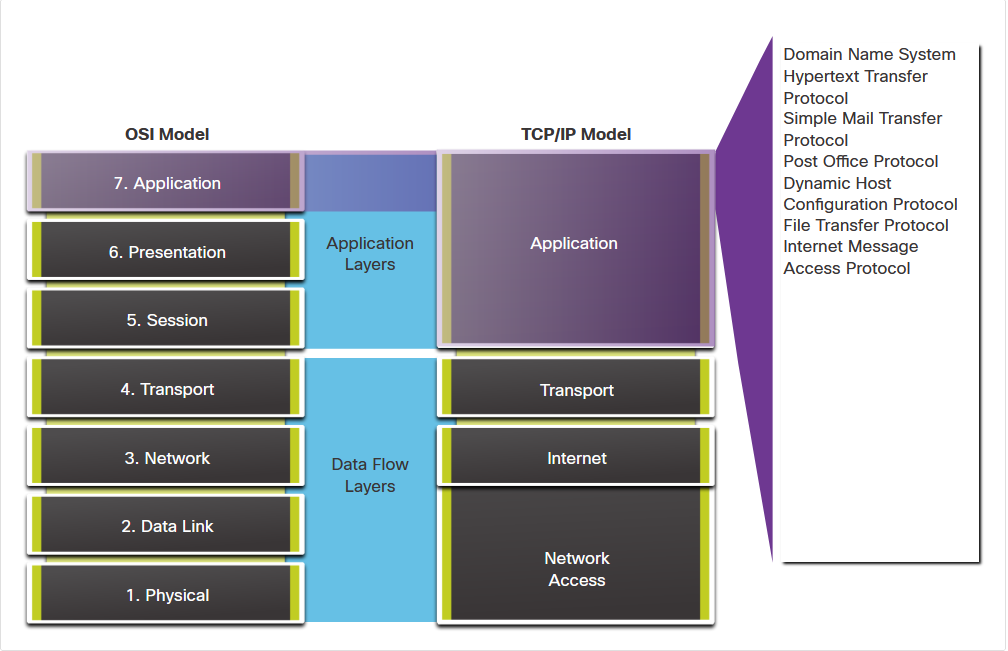 OSI Model
7. Application
6. Presentation
5. Session
4. Transport
3. Network
2. Data Link
1. Physical
Application
Layers
Data Flow
Layers
TCP/IP Model
Application
Transport
Internet
Network
Access
Domain Name System
Hypertext Transfer
Protocol
Simple Mail Transfer
Protocol
Post Office Protocol
Dynamic Host
Configuration Protocol
File Transfer Protocol
Internet Message
Access Protocol